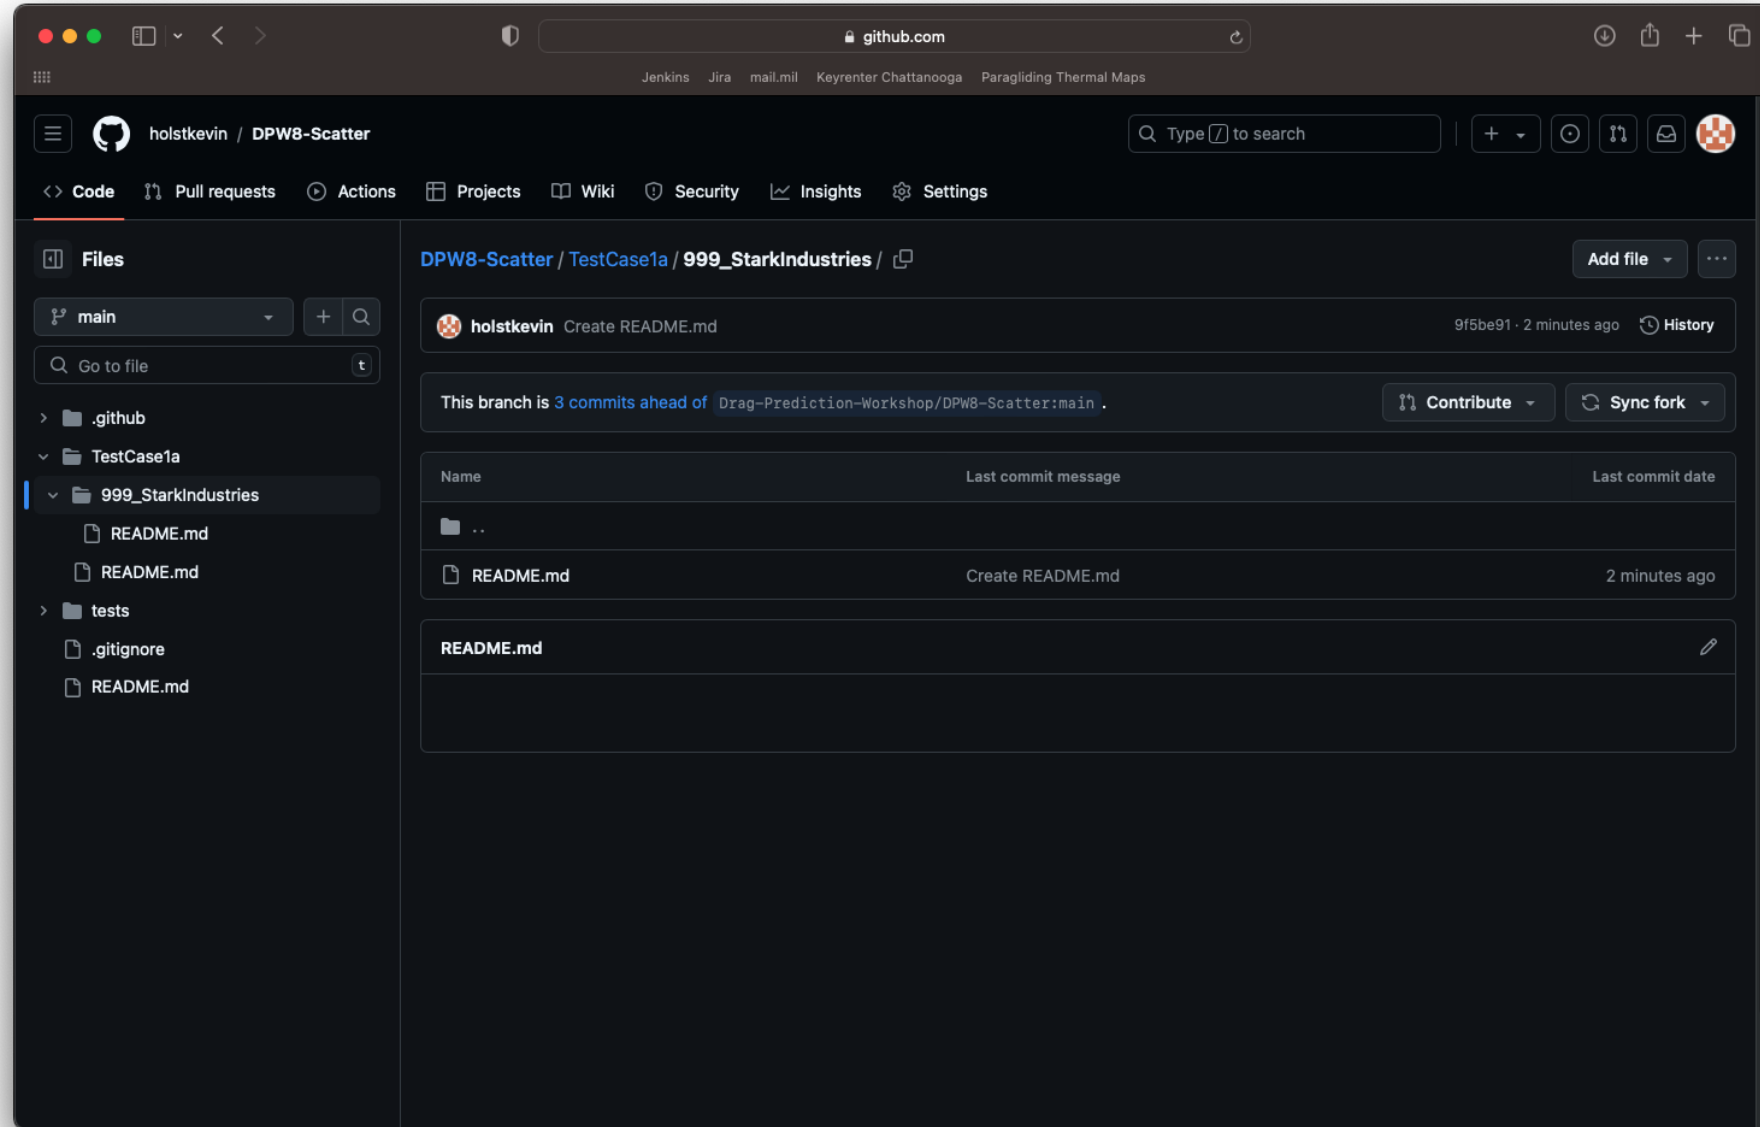 github.com
Jenkins Jira mail.mil Keyrenter Chattanooga Paragliding Thermal Maps
holstkevin / DPW8-Scatter
Type / to search
Code Pull requests Actions Projects Wiki Security Insights Settings
Files
main
Go to file t
.github
TestCase1a
999_StarkIndustries
README.md
README.md
tests
.gitignore
README.md
DPW8-Scatter / TestCase1a / 999_StarkIndustries /
Add file
holstkevin Create README.md
9f5be91 · 2 minutes ago History
This branch is 3 commits ahead of Drag-Prediction-Workshop/DPW8-Scatter:main .
Contribute Sync fork
Name Last commit message Last commit date
..
README.md Create README.md 2 minutes ago
README.md